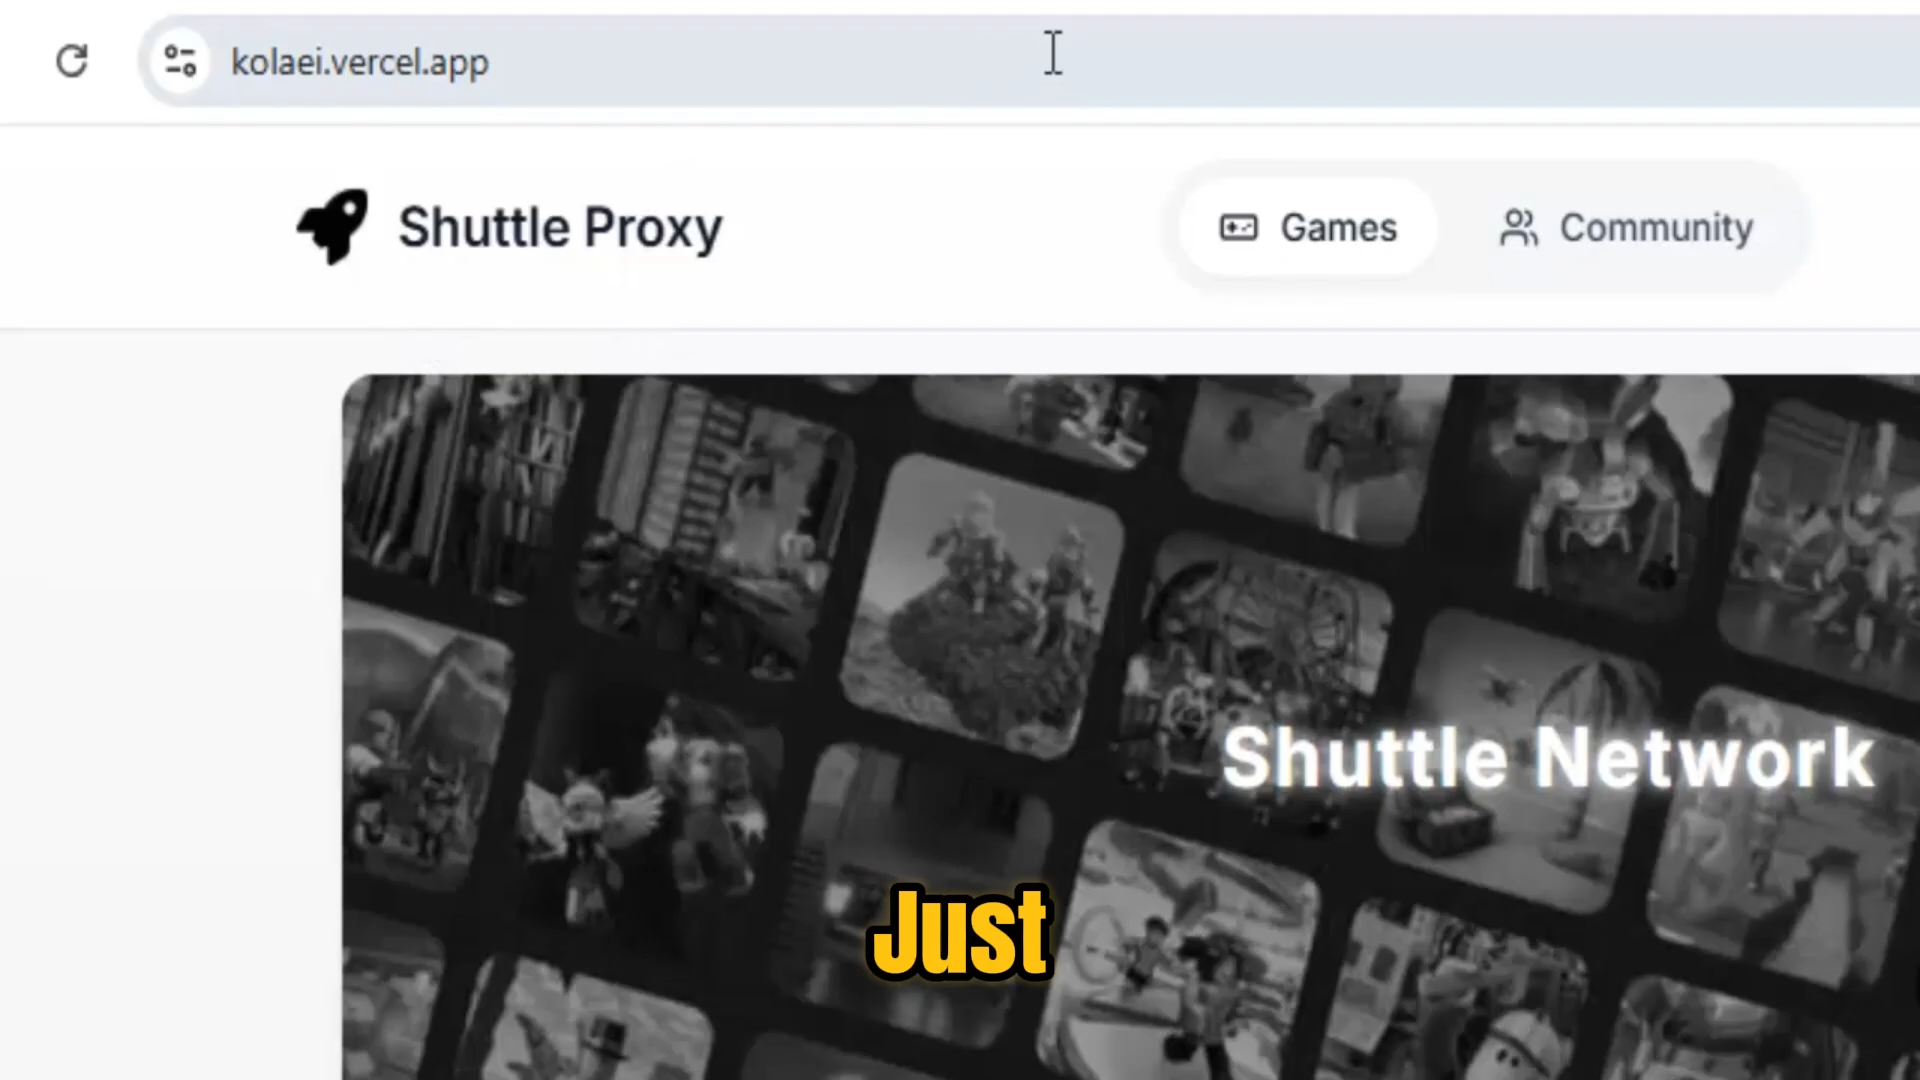 kolaei.vercel.app
Shuttle Proxy
Games
Community
Shuttle Network
Just